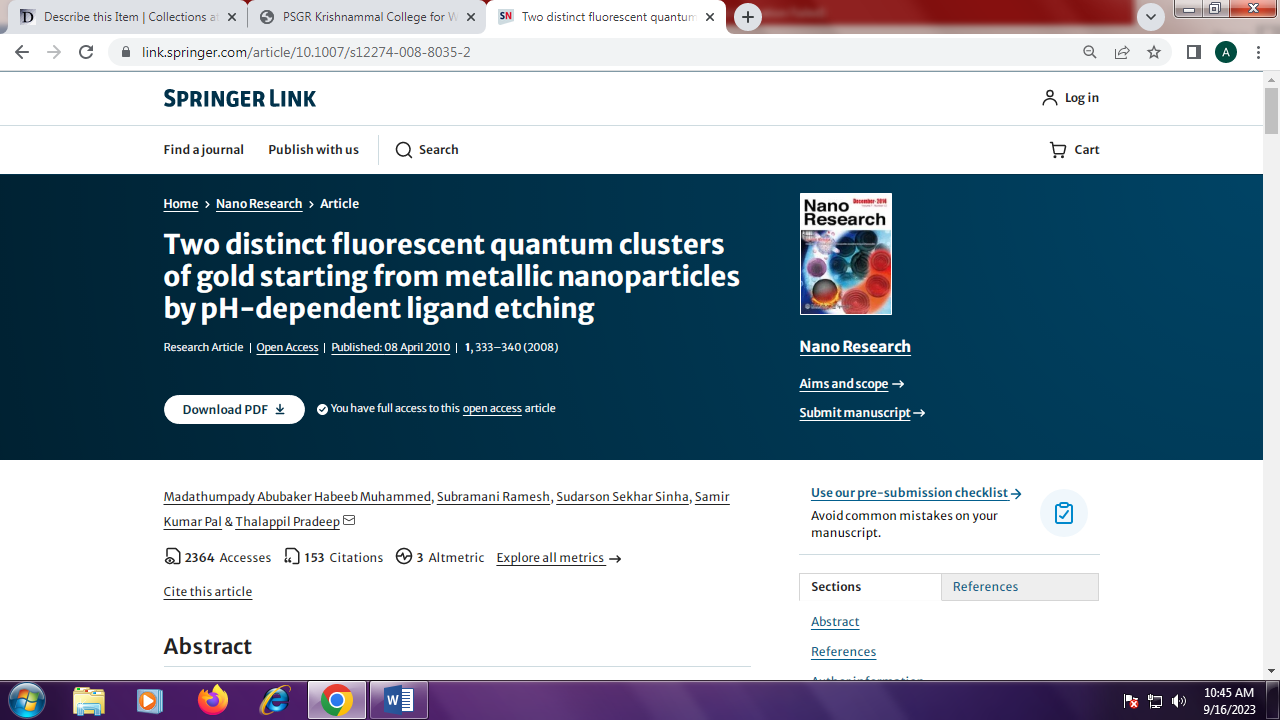 Describe this Item | Collections at
PSGR Krishnammal College for W
SN Two distinct fluorescent quantum
link.springer.com/article/10.1007/s12274-008-8035-2
A
SPRINGER LINK
Log in
Find a journal
Publish with us
Search
Cart
Home › Nano Research › Article
Two distinct fluorescent quantum clusters
of gold starting from metallic nanoparticles
by pH-dependent ligand etching
Research Article | Open Access | Published: 08 April 2010 | 1, 333–340 (2008)
Download PDF
You have full access to this open access article
Nano
Research
December·2014
Nano Research
Aims and scope →
Submit manuscript →
Madathumpady Abubaker Habeeb Muhammed, Subramani Ramesh, Sudarson Sekhar Sinha, Samir
Kumar Pal & Thalappil Pradeep
2364 Accesses
153 Citations
3 Altmetric
Explore all metrics →
Cite this article
Abstract
Use our pre-submission checklist →
Avoid common mistakes on your
manuscript.
Sections
References
Abstract
References
Author information
10:45 AM
9/16/2023